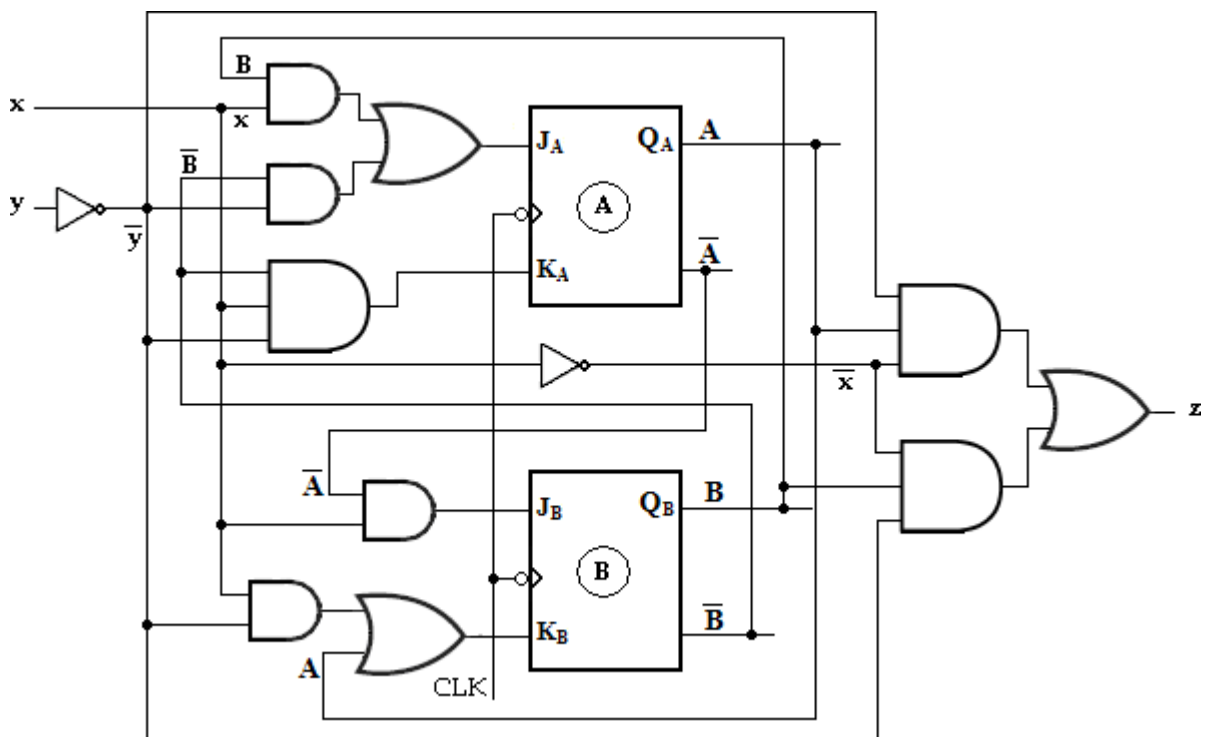 B
x
x
B̅
y
y̅
J_A
Q_A
A
A
K_A
A̅
x̅
z
A̅
J_B
Q_B
B
B
K_B
B̅
A
CLK